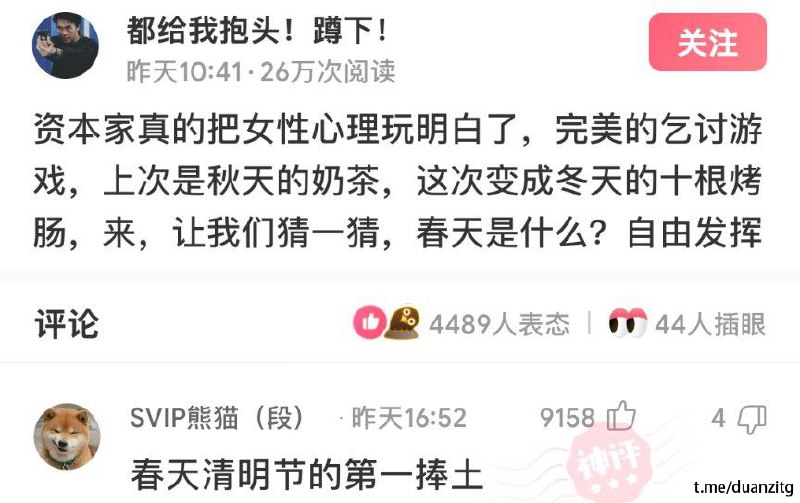 都给我抱头！蹲下！
关注
昨天10:41·26万次阅读
资本家真的把女性心理玩明白了，完美的乞讨游
戏，上次是秋天的奶茶，这次变成冬天的十根烤
肠，来，让我们猜一猜，春天是什么？自由发挥
评论
4489人表态
44人插眼
SVIP熊猫（段） ·昨天16:52
9158
4
春天清明节的第一捧土
神评
t.me/duanzitg